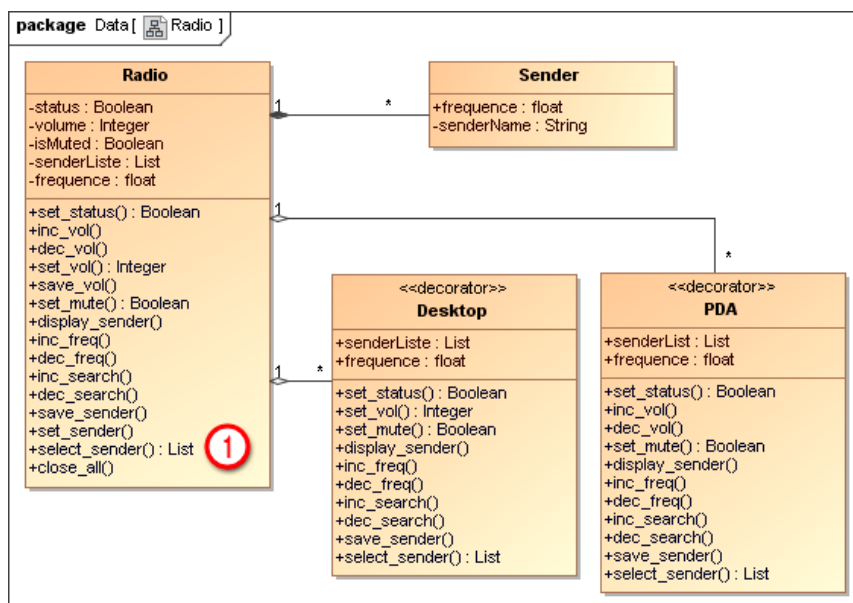 package Data [ Radio ]
Radio
-status : Boolean
-volume : Integer
-isMuted : Boolean
-senderListe : List
-frequence : float
+set_status() : Boolean
+inc_vol()
+dec_vol()
+set_vol() : Integer
+save_vol()
+set_mute() : Boolean
+display_sender()
+inc_freq()
+dec_freq()
+inc_search()
+dec_search()
+save_sender()
+set_sender()
+select_sender() : List
+close_all()
1
1
*
Sender
+frequence : float
-senderName : String
1
*
1
*
<<decorator>>
Desktop
+senderListe : List
+frequence : float
+set_status() : Boolean
+set_vol() : Integer
+set_mute() : Boolean
+display_sender()
+inc_freq()
+dec_freq()
+inc_search()
+dec_search()
+save_sender()
+select_sender() : List
<<decorator>>
PDA
+senderList : List
+frequence : float
+set_status() : Boolean
+inc_vol()
+dec_vol()
+set_mute() : Boolean
+display_sender()
+inc_freq()
+dec_freq()
+inc_search()
+dec_search()
+save_sender()
+select_sender() : List